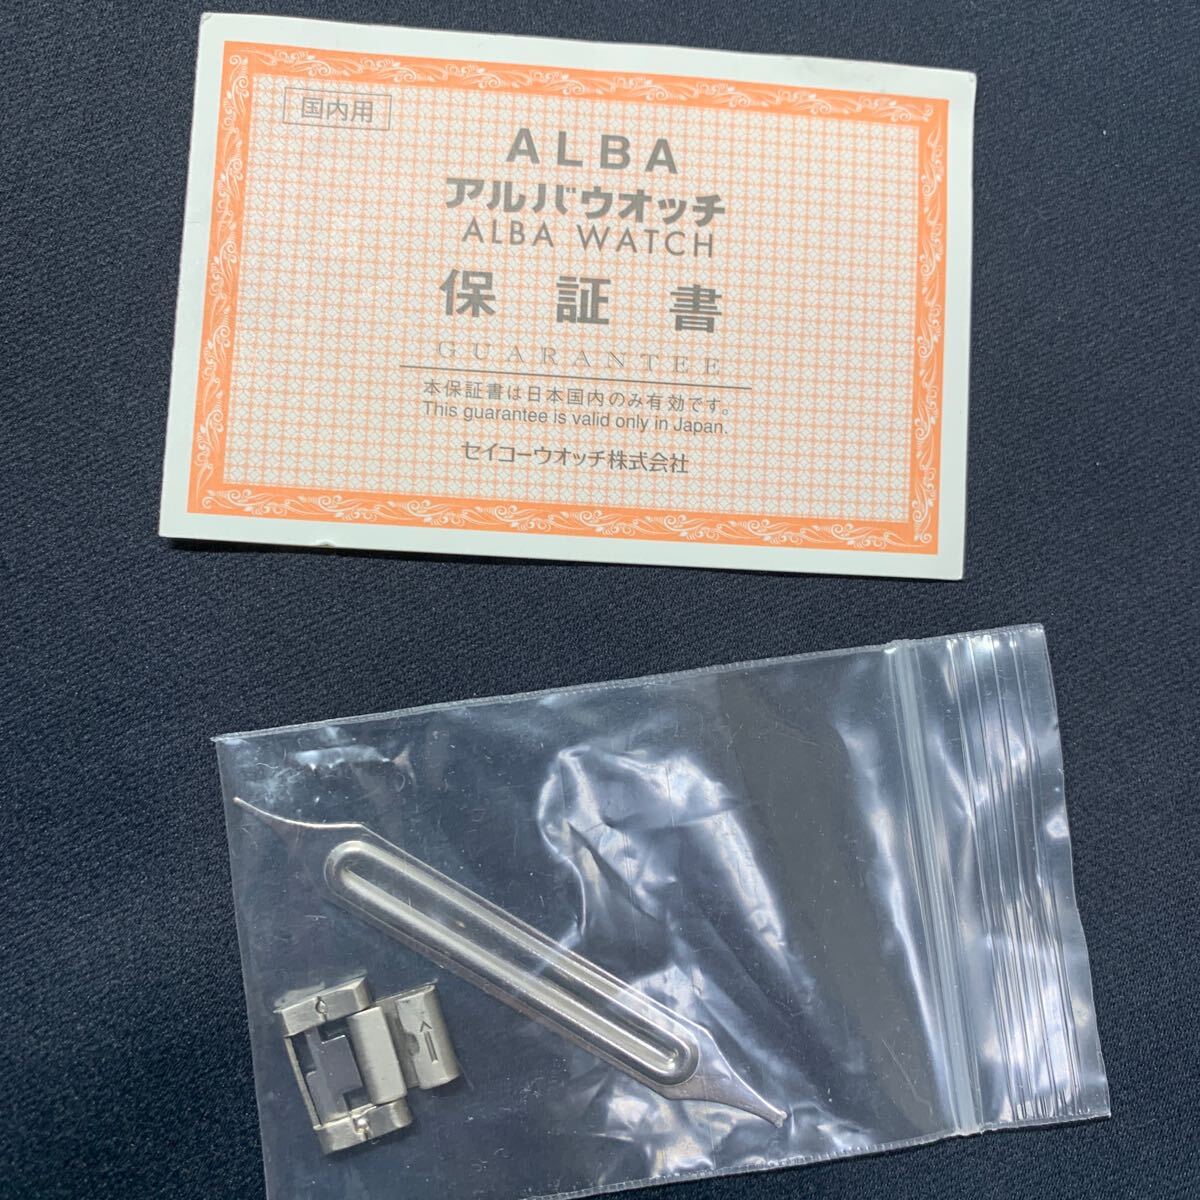 国内用
ALBA
アルバウオッチ
ALBA WATCH
保証書
GUARANTEE
本保証書は日本国内のみ有効です。
This guarantee is valid only in Japan.
セイコーウオッチ株式会社